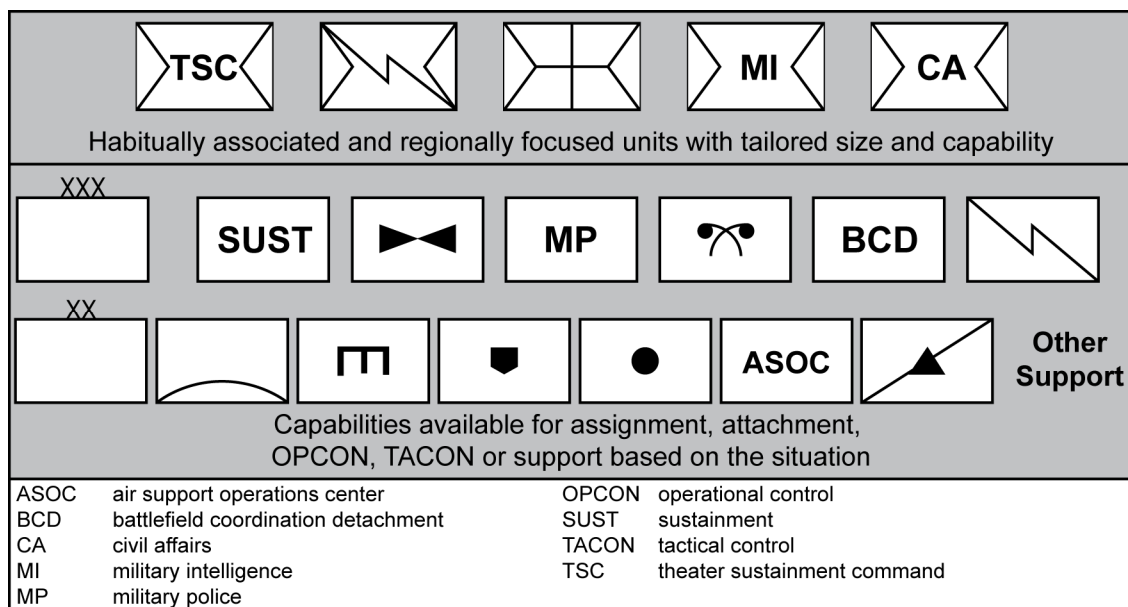 TSC MI CA
Habitually associated and regionally focused units with tailored size and capability
XXX
SUST MP BCD
XX
ASOC Other
Support
Capabilities available for assignment, attachment,
OPCON, TACON or support based on the situation
ASOC air support operations center OPCON operational control
BCD battlefield coordination detachment SUST sustainment
CA civil affairs TACON tactical control
MI military intelligence TSC theater sustainment command
MP military police